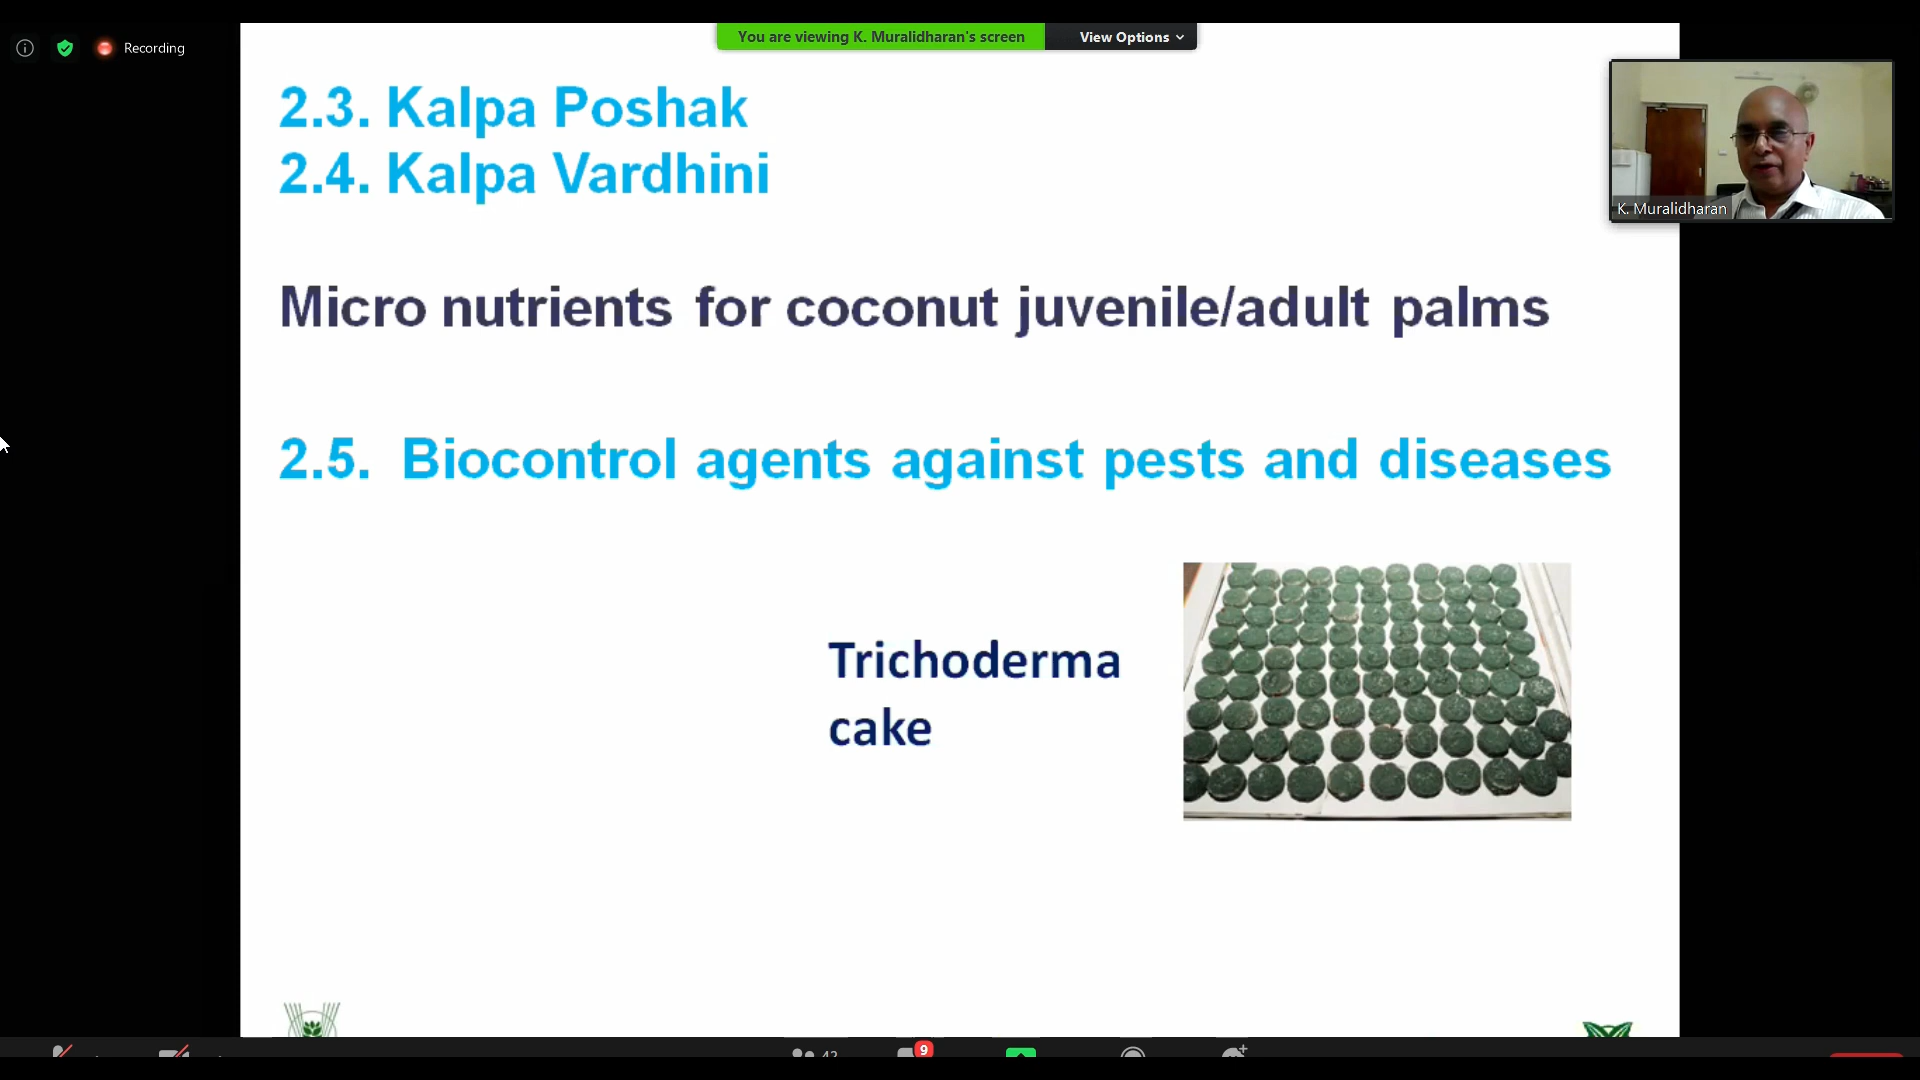 Recording
You are viewing K. Muralidharan's screen
View Options
2.3. Kalpa Poshak
2.4. Kalpa Vardhini
K. Muralidharan
Micro nutrients for coconut juvenile/adult palms
2.5. Biocontrol agents against pests and diseases
Trichoderma
cake
9